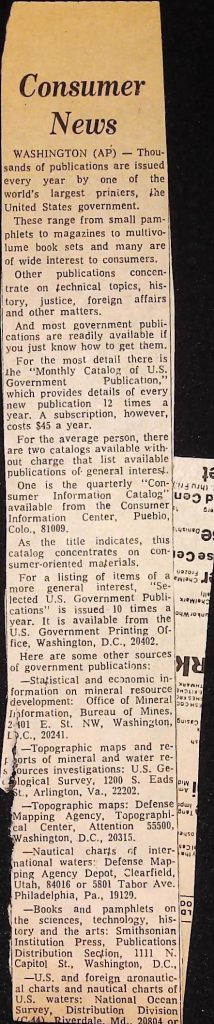 Consumer
News
WASHINGTON (AP) — Thou-
sands of publications are issued
every year by one of the
world's largest printers, the
United States government.
These range from small pam-
phlets to magazines to multivo-
lume book sets and many are
of wide interest to consumers.
Other publications concen-
trate on technical topics, his-
tory, justice, foreign affairs
and other matters.
And most government publi-
cations are readily available if
you just know how to get them.
For the most detail there is
the "Monthly Catalog of U.S.
Government Publication,"
which provides details of every
new publication 12 times a
year. A subscription, however,
costs $45 a year.
For the average person, there
are two catalogs available with-
out charge that list available
publications of general interest.
One is the quarterly "Con-
sumer Information Catalog"
available from the Consumer
Information Center, Pueblo,
Colo., 81009.
As the title indicates, this
catalog concentrates on con-
sumer-oriented materials.
For a listing of items of a
more general interest, "Se-
lected U.S. Government Publi-
cations" is issued 10 times a
year. It is available from the
U.S. Government Printing Of-
fice, Washington, D.C., 20402.
Here are some other sources
of government publications:
—Statistical and economic in-
formation on mineral resource
development: Office of Mineral
Information, Bureau of Mines,
2401 E. St. NW, Washington,
D.C., 20241.
—Topographic maps and re-
ports of mineral and water re-
sources investigations: U.S. Ge-
ological Survey, 1200 S. Eads
St., Arlington, Va., 22202.
—Topographic maps: Defense
Mapping Agency, Topographi-
cal Center, Attention 55500,
Washington, D.C., 20315.
—Nautical charts of inter-
national waters: Defense Map-
ping Agency Depot, Clearfield,
Utah, 84016 or 5801 Tabor Ave.
Philadelphia, Pa., 19129.
—Books and pamphlets on
the sciences, technology, his-
tory and the arts: Smithsonian
Institution Press, Publications
Distribution Section, 1111 N.
Capitol St., Washington, D.C.,
—U.S. and foreign aronautic-
al charts and nautical charts of
U.S. waters: National Ocean
Survey, Distribution Division
(C-44), Riverdale, Md., 20804 or